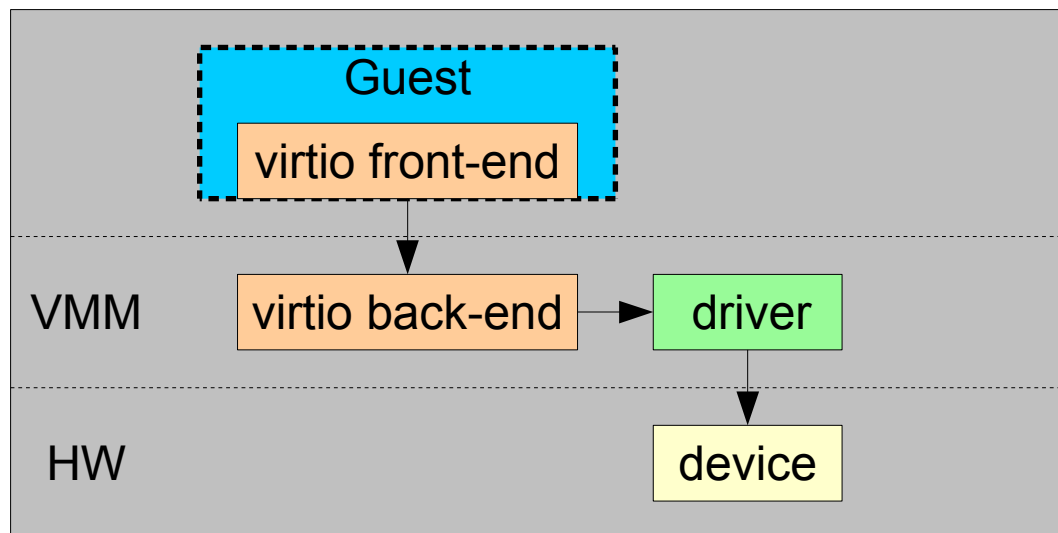 Guest
virtio front-end
VMM
virtio back-end
driver
HW
device